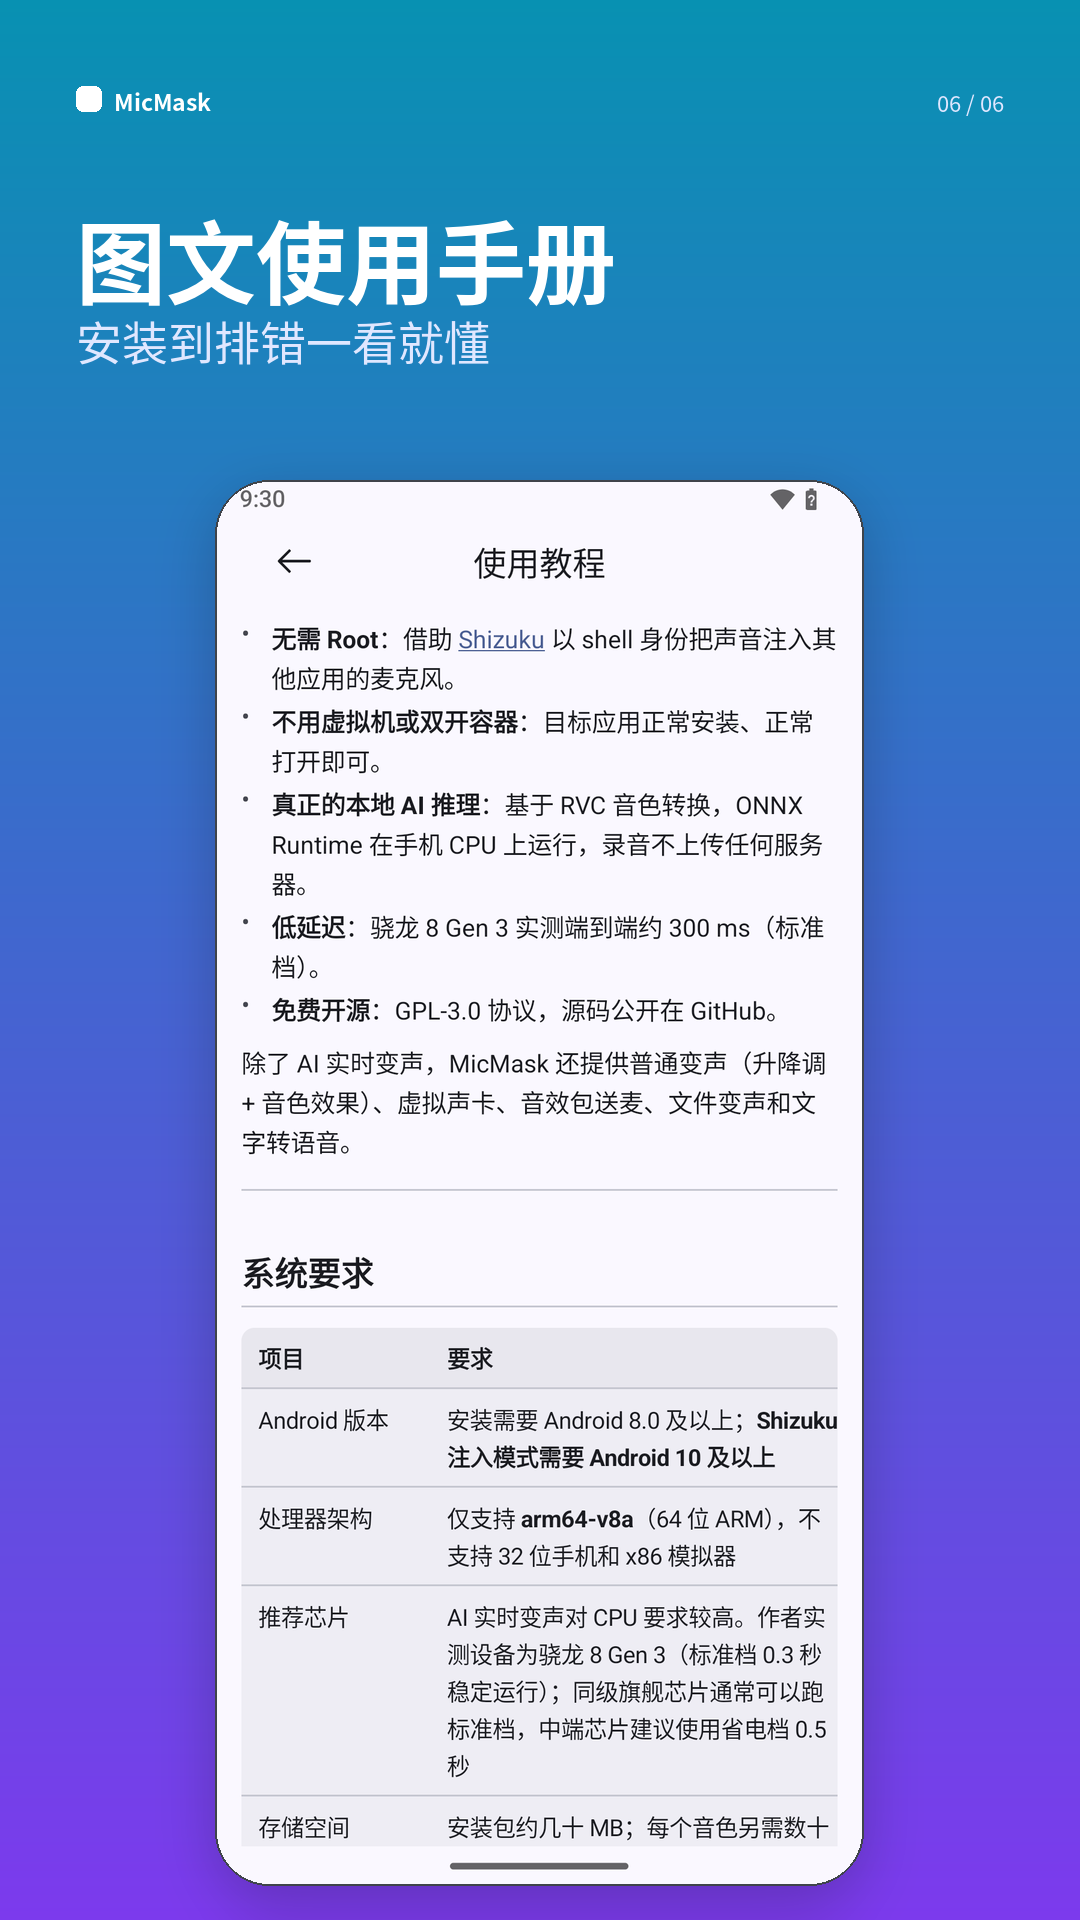 MicMask
06 / 06
图文使用手册
安装到排错一看就懂
9:30
使用教程
• 无需 Root：借助 Shizuku 以 shell 身份把声音注入其
他应用的麦克风。
• 不用虚拟机或双开容器：目标应用正常安装、正常
打开即可。
• 真正的本地 AI 推理：基于 RVC 音色转换，ONNX
Runtime 在手机 CPU 上运行，录音不上传任何服务
器。
• 低延迟：骁龙 8 Gen 3 实测端到端约 300 ms（标准
档）。
• 免费开源：GPL-3.0 协议，源码公开在 GitHub。
除了 AI 实时变声，MicMask 还提供普通变声（升降调
+ 音色效果）、虚拟声卡、音效包送麦、文件变声和文
字转语音。
系统要求
项目 要求
Android 版本 安装需要 Android 8.0 及以上；Shizuku
注入模式需要 Android 10 及以上
处理器架构 仅支持 arm64-v8a（64 位 ARM），不
支持 32 位手机和 x86 模拟器
推荐芯片 AI 实时变声对 CPU 要求较高。作者实
测设备为骁龙 8 Gen 3（标准档 0.3 秒
稳定运行）；同级旗舰芯片通常可以跑
标准档，中端芯片建议使用省电档 0.5
秒
存储空间 安装包约几十 MB；每个音色另需数十